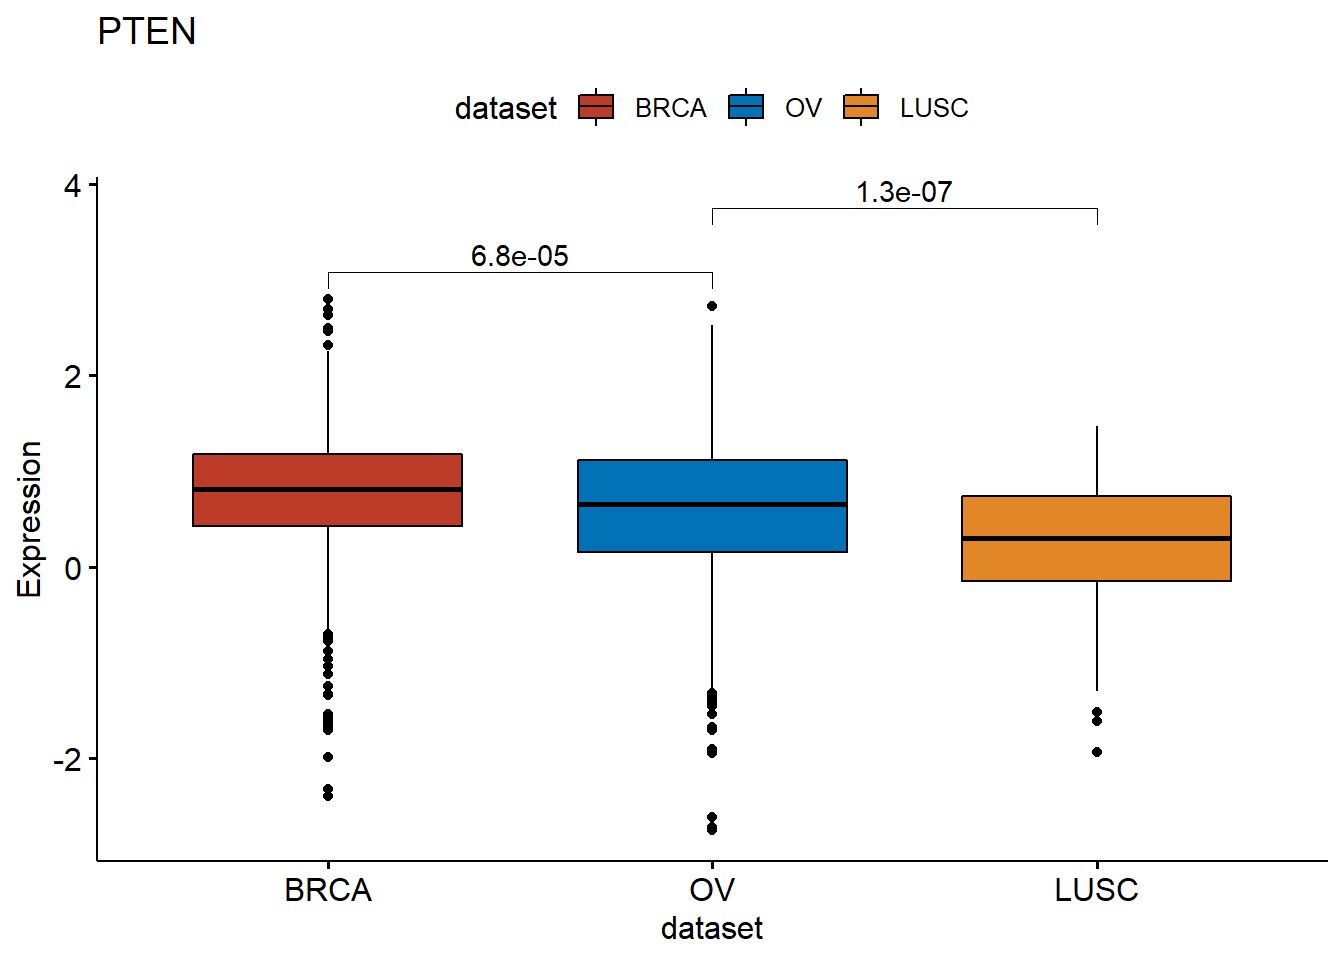 PTEN
dataset BRCA OV LUSC
4
1.3e-07
6.8e-05
2
Expression
0
-2
BRCA OV LUSC
dataset